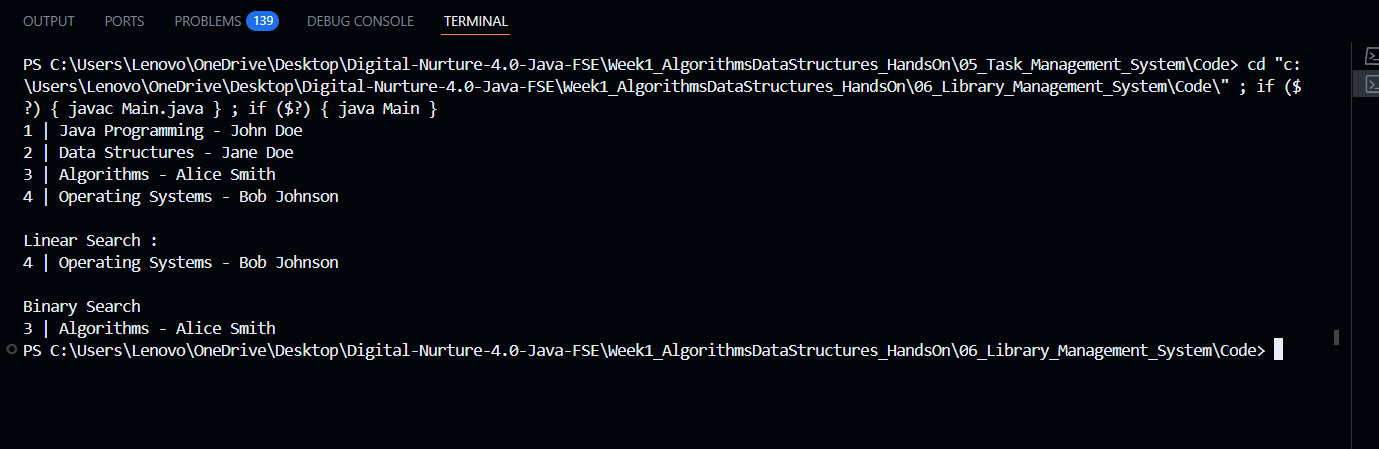 OUTPUT PORTS PROBLEMS 139 DEBUG CONSOLE TERMINAL
PS C:\Users\Lenovo\OneDrive\Desktop\Digital-Nurture-4.0-Java-FSE\Week1_AlgorithmsDataStructures_HandsOn\05_Task_Management_System\Code> cd "c:
\Users\Lenovo\OneDrive\Desktop\Digital-Nurture-4.0-Java-FSE\Week1_AlgorithmsDataStructures_HandsOn\06_Library_Management_System\Code\" ; if ($
?) { javac Main.java } ; if ($?) { java Main }
1 | Java Programming - John Doe
2 | Data Structures - Jane Doe
3 | Algorithms - Alice Smith
4 | Operating Systems - Bob Johnson
Linear Search :
4 | Operating Systems - Bob Johnson
Binary Search
3 | Algorithms - Alice Smith
PS C:\Users\Lenovo\OneDrive\Desktop\Digital-Nurture-4.0-Java-FSE\Week1_AlgorithmsDataStructures_HandsOn\06_Library_Management_System\Code>